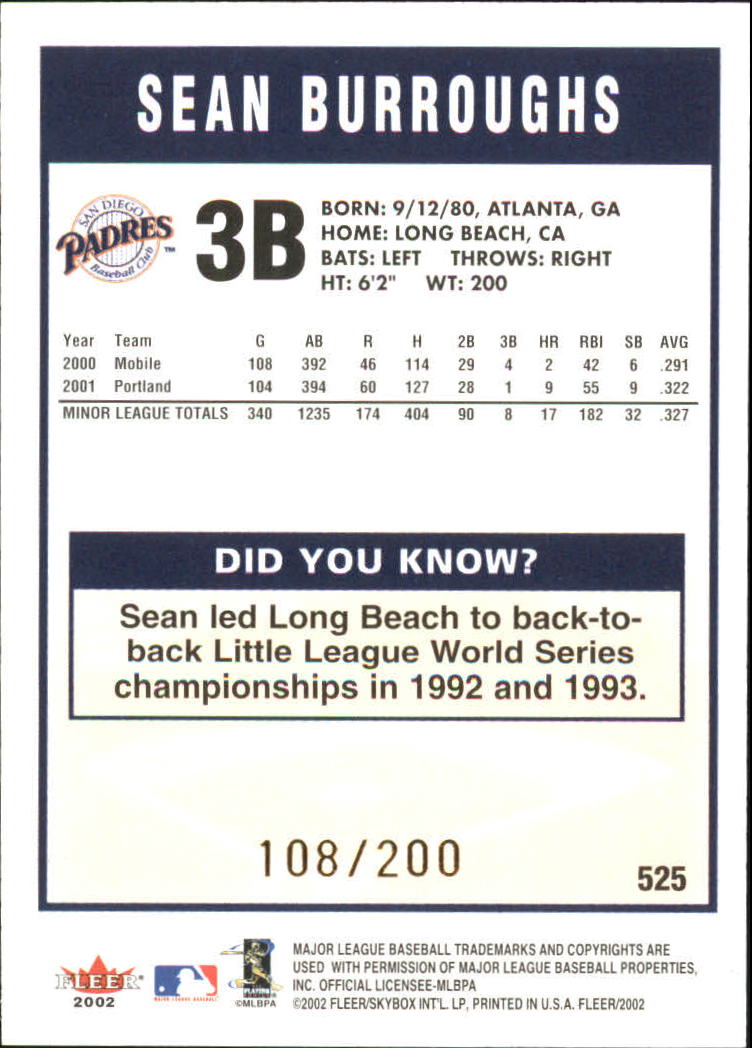 SEAN BURROUGHS
SAN DIEGO
PADRES
Baseball Club
TM
3B
BORN: 9/12/80, ATLANTA, GA
HOME: LONG BEACH, CA
BATS: LEFT THROWS: RIGHT
HT: 6'2" WT: 200
Year Team G AB R H 2B 3B HR RBI SB AVG
2000 Mobile 108 392 46 114 29 4 2 42 6 .291
2001 Portland 104 394 60 127 28 1 9 55 9 .322
MINOR LEAGUE TOTALS 340 1235 174 404 90 8 17 182 32 .327
DID YOU KNOW?
Sean led Long Beach to back-to-
back Little League World Series
championships in 1992 and 1993.
108/200
525
FLEER®
2002
MAJOR LEAGUE BASEBALL
©MLBPA
MAJOR LEAGUE BASEBALL TRADEMARKS AND COPYRIGHTS ARE
USED WITH PERMISSION OF MAJOR LEAGUE BASEBALL PROPERTIES,
INC. OFFICIAL LICENSEE-MLBPA
©2002 FLEER/SKYBOX INT'L. LP, PRINTED IN U.S.A. FLEER/2002